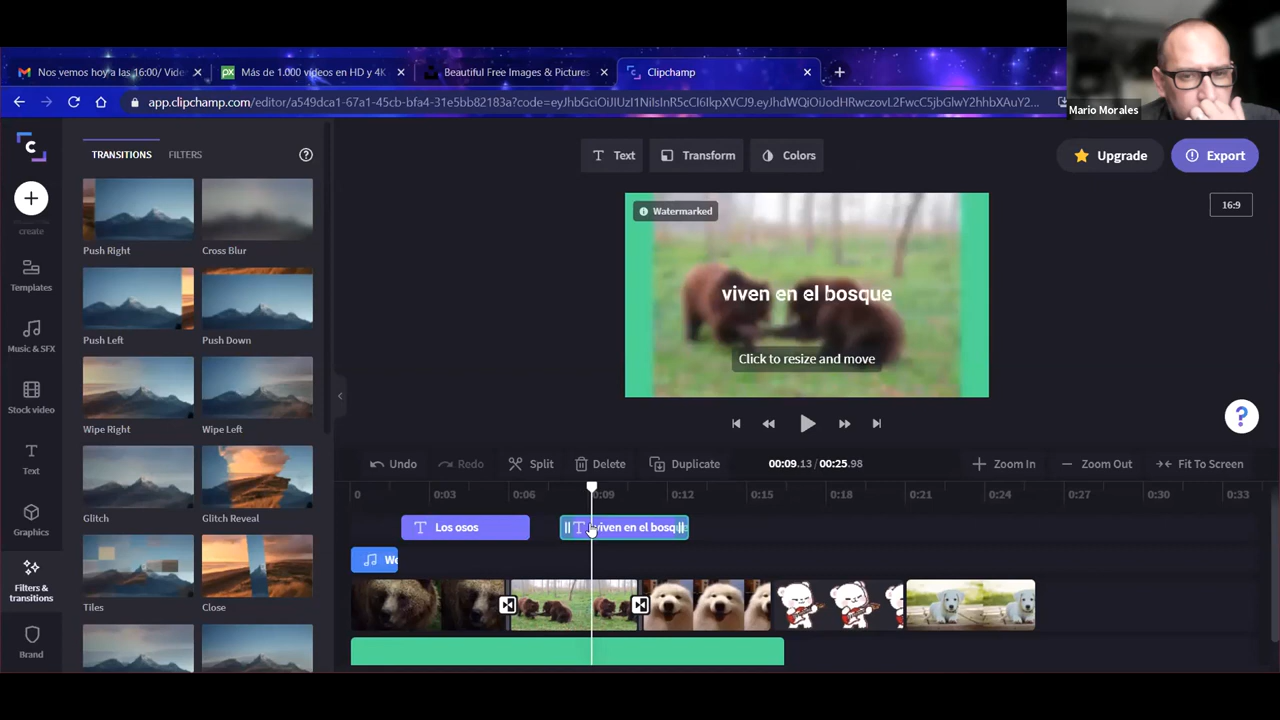 Nos vemos hoy a las 16:00/ Vide
Más de 1.000 vídeos en HD y 4K
Beautiful Free Images & Pictures
Clipchamp
app.clipchamp.com/editor/a549dca1-67a1-45cb-bfa4-31e5bb82183a?code=
Mario Morales
TRANSITIONS
FILTERS
Text
Transform
Colors
Upgrade
Export
create
Templates
Music & SFX
Stock video
Text
Graphics
Filters &
transitions
Brand
Push Right
Cross Blur
Push Left
Push Down
Wipe Right
Wipe Left
Glitch
Glitch Reveal
Tiles
Close
Watermarked
16:9
viven en el bosque
Click to resize and move
Undo
Redo
Split
Delete
Duplicate
00:09.13 / 00:25.98
Zoom In
Zoom Out
Fit To Screen
0
0:03
0:06
0:09
0:12
0:15
0:18
0:21
0:24
0:27
0:30
0:33
Los osos
viven en el bosq
Wo